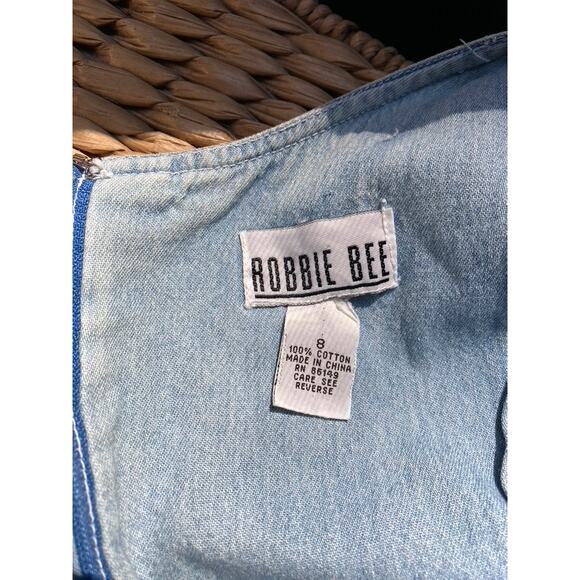 ROBBIE BEE
8
100% COTTON
MADE IN CHINA
RN 86149
CARE SEE
REVERSE